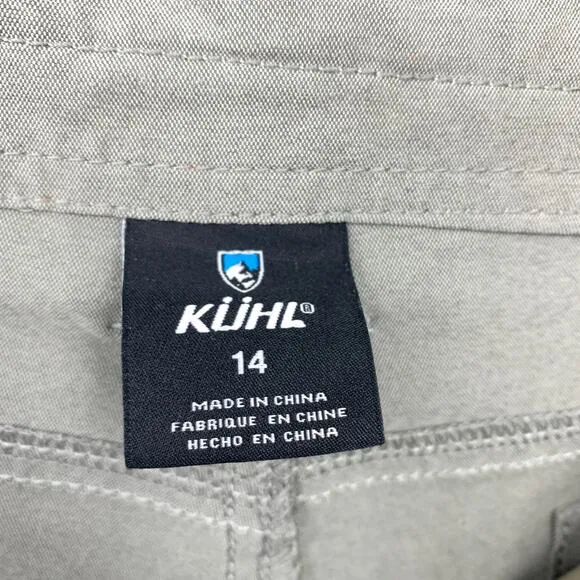 KÜHL®
14
MADE IN CHINA
FABRIQUE EN CHINE
HECHO EN CHINA